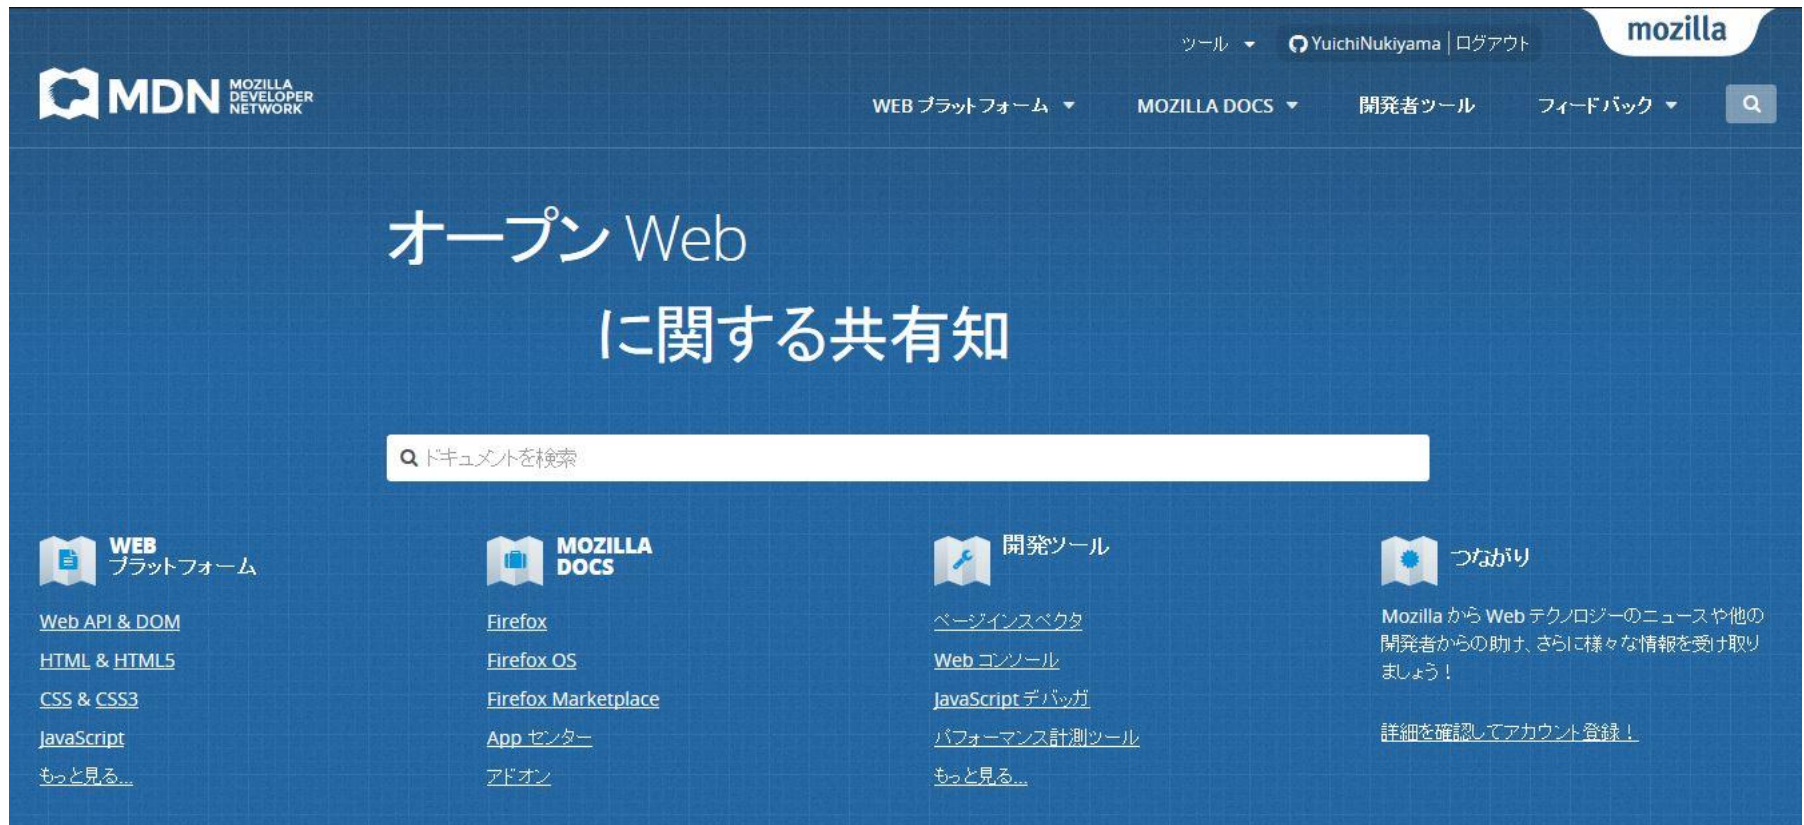 mozilla
ツール YuichiNukiyama ログアウト
MDN MOZILLA DEVELOPER NETWORK
WEB プラットフォーム MOZILLA DOCS 開発者ツール フィードバック
オープン Web
に関する共有知
ドキュメントを検索
WEB
プラットフォーム
Web API & DOM
HTML & HTML5
CSS & CSS3
JavaScript
もっと見る...
MOZILLA
DOCS
Firefox
Firefox OS
Firefox Marketplace
App センター
アドオン
開発ツール
ページインスペクタ
Web コンソール
JavaScript デバッガ
パフォーマンス計測ツール
もっと見る...
つながり
Mozilla から Web テクノロジーのニュースや他の
開発者からの助け、さらに様々な情報を受け取り
ましょう！
詳細を確認してアカウント登録！